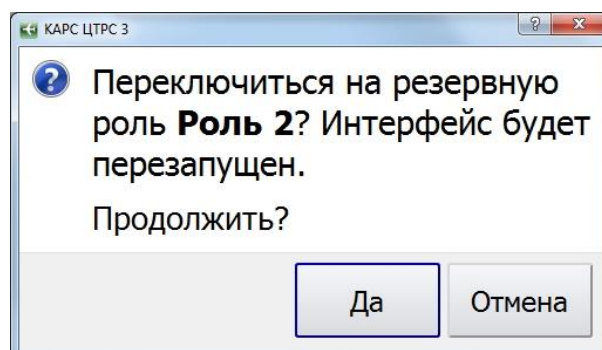 КАРС ЦТРС 3
Переключиться на резервную
роль Роль 2? Интерфейс будет
перезапущен.
Продолжить?
Да
Отмена